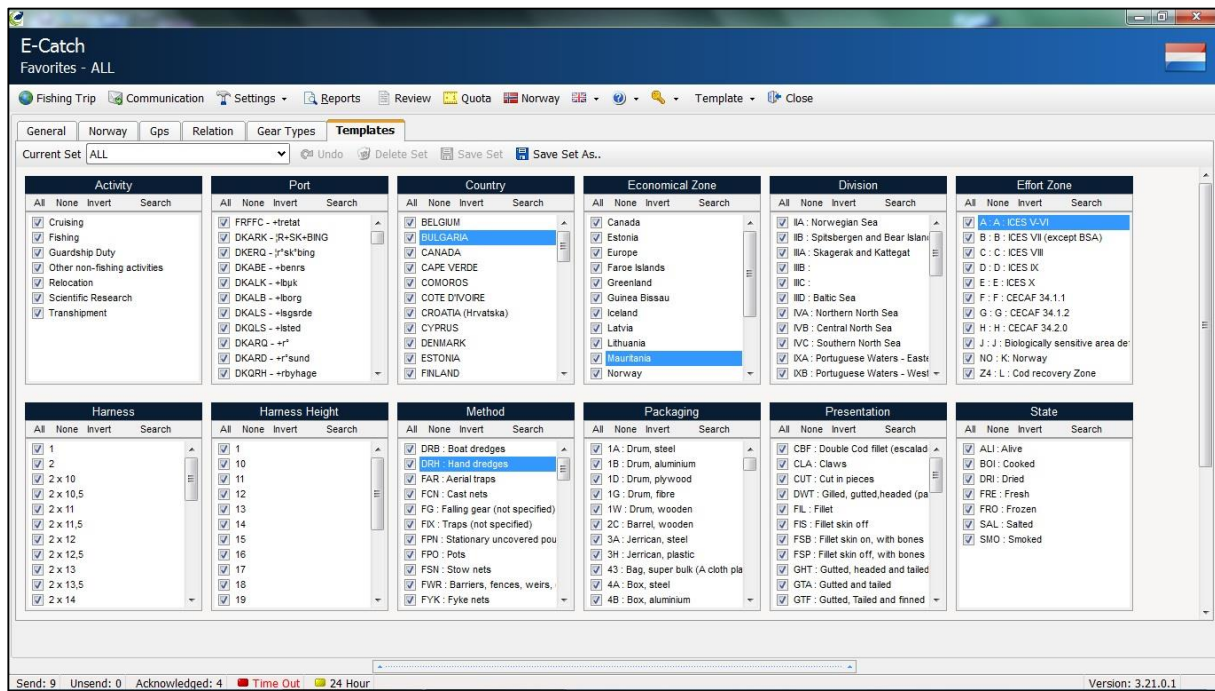 E-Catch
Favorites - ALL
Fishing Trip Communication Settings Reports Review Quota Norway Template Close
General Norway Gps Relation Gear Types Templates
Current Set ALL Undo Delete Set Save Set Save Set As..
Activity
All None Invert Search
Cruising
Fishing
Guardship Duty
Other non-fishing activities
Relocation
Scientific Research
Transhipment
Port
All None Invert Search
FRFFC - +tretat
DKARK - ¦R+SK+BING
DKERQ - ¦r°sk°bing
DKABE - +benrs
DKALK - +lbµk
DKALB - +lborg
DKALS - +lsgsrde
DKQLS - +lsted
DKARQ - +r°
DKARD - +r°sund
DKQRH - +rbyhage
Country
All None Invert Search
BELGIUM
BULGARIA
CANADA
CAPE VERDE
COMOROS
COTE D'IVOIRE
CROATIA (Hrvatska)
CYPRUS
DENMARK
ESTONIA
FINLAND
Economical Zone
All None Invert Search
Canada
Estonia
Europe
Faroe Islands
Greenland
Guinea Bissau
Iceland
Latvia
Lithuania
Mauritania
Norway
Division
All None Invert Search
IIA : Norwegian Sea
IIB : Spitsbergen and Bear Islan
IIIA : Skagerak and Kattegat
IIIB :
IIIC :
IIID : Baltic Sea
IVA : Northern North Sea
IVB : Central North Sea
IVC : Southern North Sea
IXA : Portuguese Waters - Easte
IXB : Portuguese Waters - West
Effort Zone
All None Invert Search
A : A : ICES V-VI
B : B : ICES VII (except BSA)
C : C : ICES VIII
D : D : ICES IX
E : E : ICES X
F : F : CECAF 34.1.1
G : G : CECAF 34.1.2
H : H : CECAF 34.2.0
J : J : Biologically sensitive area de
NO : K: Norway
Z4 : L : Cod recovery Zone
Harness
All None Invert Search
1
2
2 x 10
2 x 10,5
2 x 11
2 x 11,5
2 x 12
2 x 12,5
2 x 13
2 x 13,5
2 x 14
Harness Height
All None Invert Search
1
10
11
12
13
14
15
16
17
18
19
Method
All None Invert Search
DRB : Boat dredges
DRH : Hand dredges
FAR : Aerial traps
FCN : Cast nets
FG : Falling gear (not specified)
FIX : Traps (not specified)
FPN : Stationary uncovered pou
FPO : Pots
FSN : Stow nets
FWR : Barriers, fences, weirs,
FYK : Fyke nets
Packaging
All None Invert Search
1A : Drum, steel
1B : Drum, aluminium
1D : Drum, plywood
1G : Drum, fibre
1W : Drum, wooden
2C : Barrel, wooden
3A : Jerrican, steel
3H : Jerrican, plastic
43 : Bag, super bulk (A cloth pla
4A : Box, steel
4B : Box, aluminium
Presentation
All None Invert Search
CBF : Double Cod fillet (escalad
CLA : Claws
CUT : Cut in pieces
DWT : Gilled, gutted,headed (pa
FIL : Fillet
FIS : Fillet skin off
FSB : Fillet skin on, with bones
FSP : Fillet skin off, with bones
GHT : Gutted, headed and tailed
GTA : Gutted and tailed
GTF : Gutted, Tailed and finned
State
All None Invert Search
ALI : Alive
BOI : Cooked
DRI : Dried
FRE : Fresh
FRO : Frozen
SAL : Salted
SMO : Smoked
Send: 9 Unsend: 0 Acknowledged: 4 Time Out 24 Hour Version: 3.21.0.1